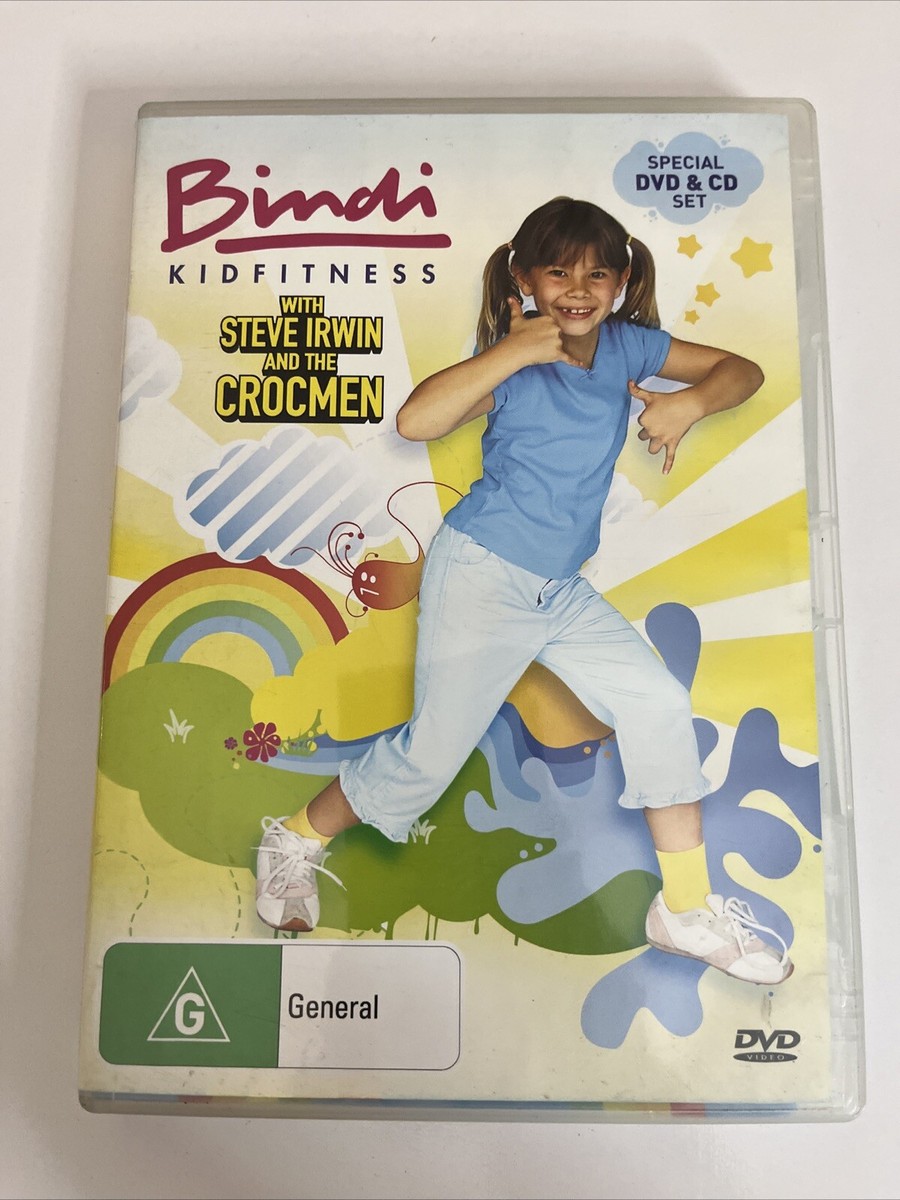 Bindi
KIDFITNESS
WITH
STEVE IRWIN
AND THE
CROCMEN
SPECIAL
DVD & CD
SET
G
General
DVD
VIDEO